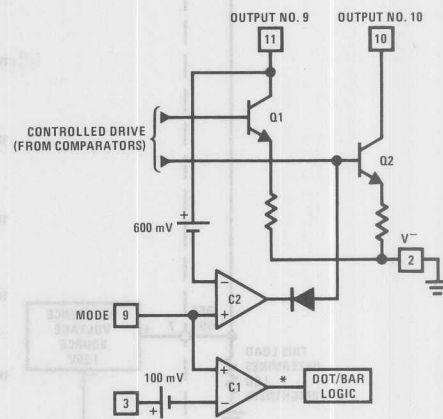 OUTPUT NO. 9
OUTPUT NO. 10
11
10
Q1
CONTROLLED DRIVE
(FROM COMPARATORS)
Q2
+
600 mV
V−
2
−
C2
MODE
9
+
+
*
DOT/BAR
LOGIC
C1
100 mV
3
+
−